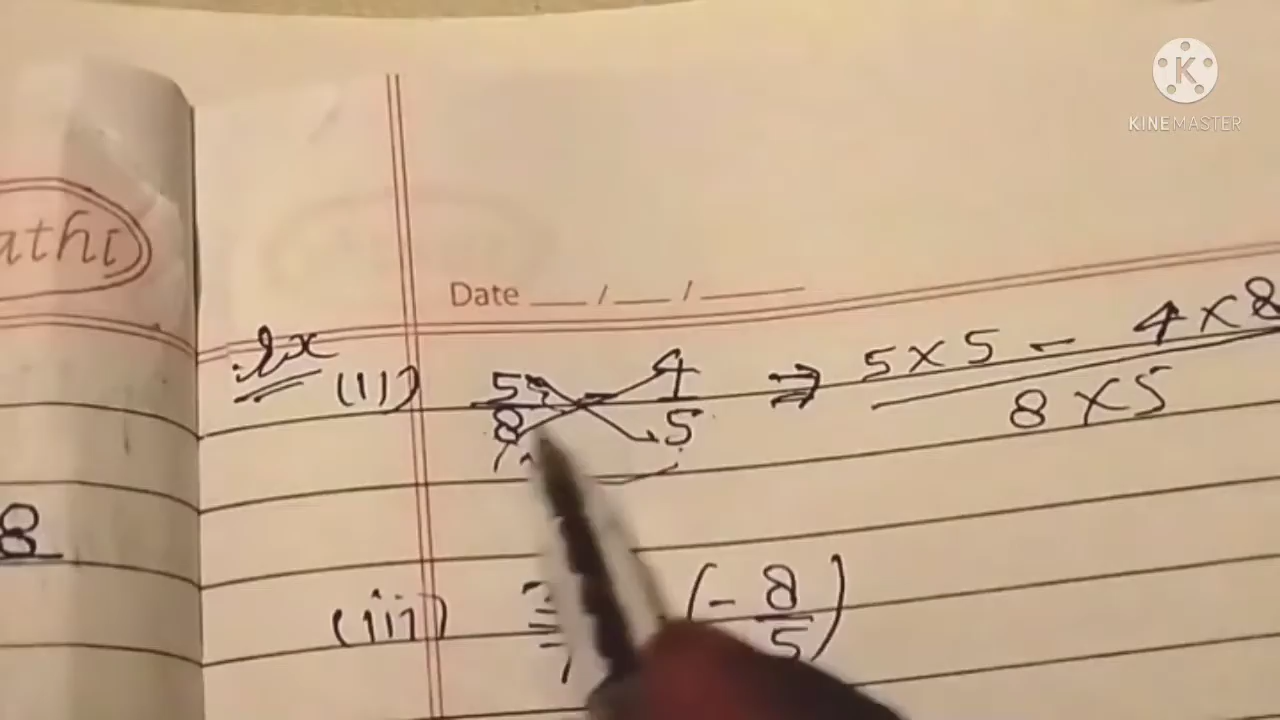 K
KINEMASTER
athi
Date __ / __ / ____
Ex (ii) 5/8 - 4/5 ⇒ (5 × 5 - 4 × 8)/(8 × 5)
8
(iii) (- 8/5)